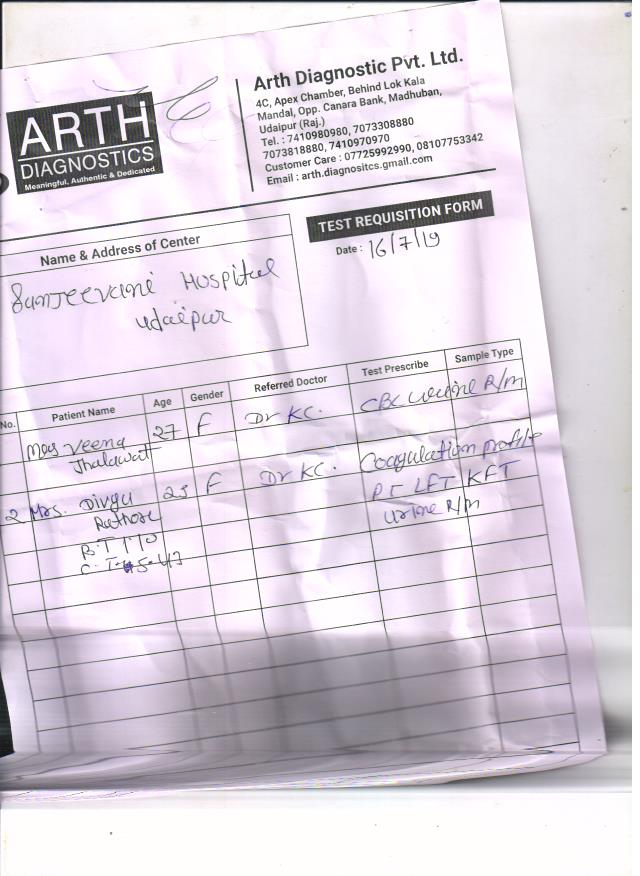 ARTH
DIAGNOSTICS
Meaningful, Authentic & Dedicated
Arth Diagnostic Pvt. Ltd.
4C, Apex Chamber, Behind Lok Kala
Mandal, Opp. Canara Bank, Madhuban,
Udaipur (Raj.)
Tel. : 7410980980, 7073308880
7073818880, 7410970970
Customer Care : 07725992990, 08107753342
Email : arth.diagnositcs.gmail.com
TEST REQUISITION FORM
Date : 16/7/19
Name & Address of Center
Sanjeevani Hospital
Udaipur
No. Patient Name Age Gender Referred Doctor Test Prescribe Sample Type
Mrs Veena 27 F Dr KC. CBC Urine R/m
Jhalawat
2 Mrs. Divya 25 F Dr KC. Coagulation profile
Rathore PT LFT KFT
Urine R/m
B.T
C.T